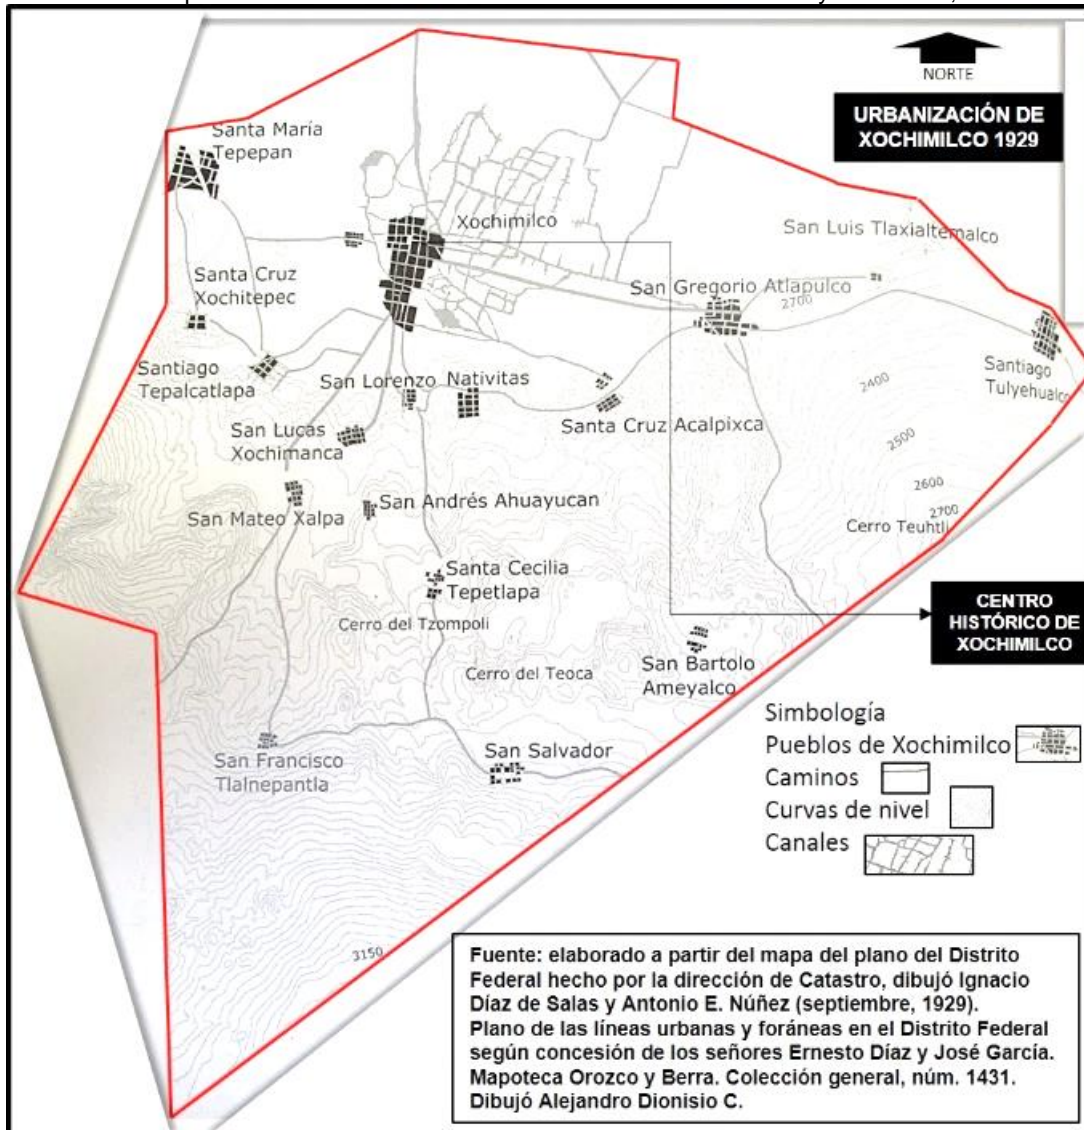 NORTE
URBANIZACIÓN DE
XOCHIMILCO 1929
Santa María
Tepepan
Xochimilco
San Luis Tlaxialtemalco
Santa Cruz
Xochitepec
San Gregorio Atlapulco
2700
Santiago
Tepalcatlapa
San Lorenzo
Nativitas
Santiago
Tulyehualco
2400
San Lucas
Xochimanca
Santa Cruz Acalpixca
2500
San Andrés Ahuayucan
2600
San Mateo Xalpa
2700
Cerro Teuhtli
Santa Cecilia
Tepetlapa
Cerro del Tzompoli
CENTRO
HISTÓRICO DE
XOCHIMILCO
San Bartolo
Ameyalco
Cerro del Teoca
Simbología
Pueblos de Xochimilco
Caminos
Curvas de nivel
Canales
San Francisco
Tlalnepantla
San Salvador
3150
Fuente: elaborado a partir del mapa del plano del Distrito
Federal hecho por la dirección de Catastro, dibujó Ignacio
Díaz de Salas y Antonio E. Núñez (septiembre, 1929).
Plano de las líneas urbanas y foráneas en el Distrito Federal
según concesión de los señores Ernesto Díaz y José García.
Mapoteca Orozco y Berra. Colección general, núm. 1431.
Dibujó Alejandro Dionisio C.